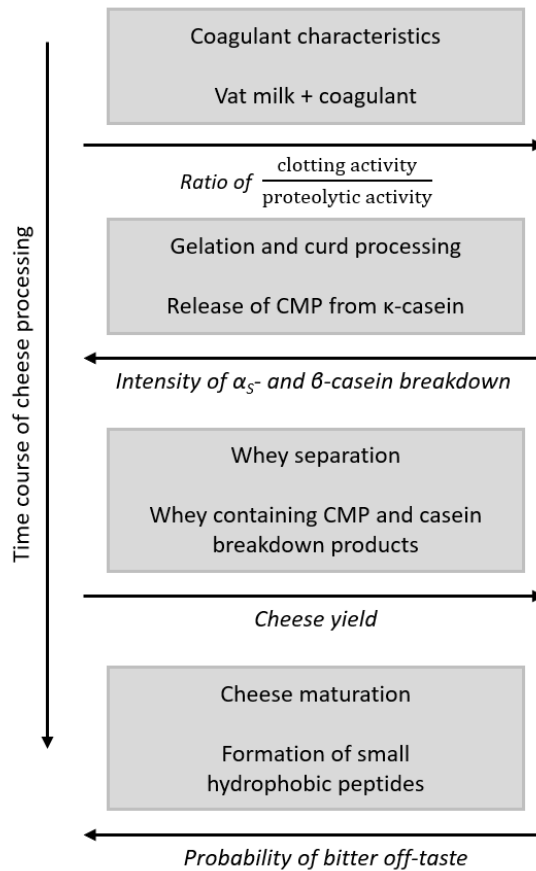 Time course of cheese processing
Coagulant characteristics
Vat milk + coagulant
Ratio of clotting activity
proteolytic activity
Gelation and curd processing
Release of CMP from κ-casein
Intensity of αS- and β-casein breakdown
Whey separation
Whey containing CMP and casein
breakdown products
Cheese yield
Cheese maturation
Formation of small
hydrophobic peptides
Probability of bitter off-taste